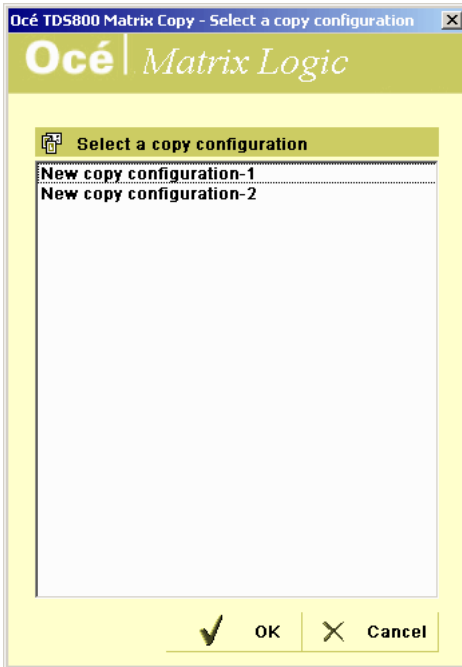 Océ TDS800 Matrix Copy - Select a copy configuration
Océ Matrix Logic
Select a copy configuration
New copy configuration-1
New copy configuration-2
OK Cancel